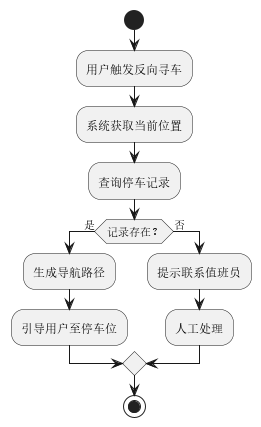 用户触发反向寻车
系统获取当前位置
查询停车记录
是
记录存在？
否
生成导航路径
提示联系值班员
引导用户至停车位
人工处理